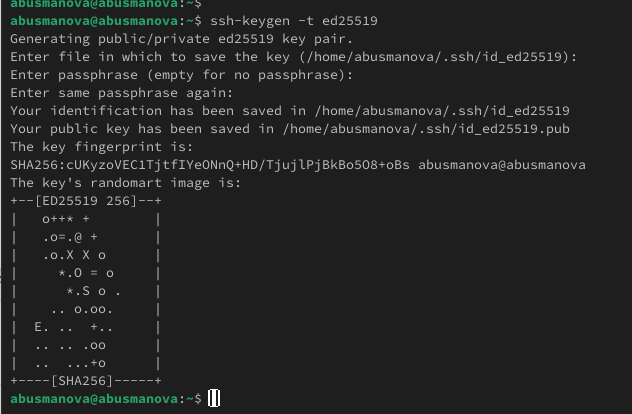 abusmanova@abusmanova:~$
abusmanova@abusmanova:~$ ssh-keygen -t ed25519
Generating public/private ed25519 key pair.
Enter file in which to save the key (/home/abusmanova/.ssh/id_ed25519):
Enter passphrase (empty for no passphrase):
Enter same passphrase again:
Your identification has been saved in /home/abusmanova/.ssh/id_ed25519
Your public key has been saved in /home/abusmanova/.ssh/id_ed25519.pub
The key fingerprint is:
SHA256:cUKyzoVEC1TjtfIYeONnQ+HD/TjujlPjBkBo5O8+oBs abusmanova@abusmanova
The key's randomart image is:
+--[ED25519 256]--+
|   o++* +        |
|   .o=.@ +       |
|   .o.X X o      |
|     *.O = o     |
|      *.S o .    |
|    .. o.oo.     |
|  E. ..  +..     |
|  .. .. .oo      |
|  ..  ...+o      |
+----[SHA256]-----+
abusmanova@abusmanova:~$